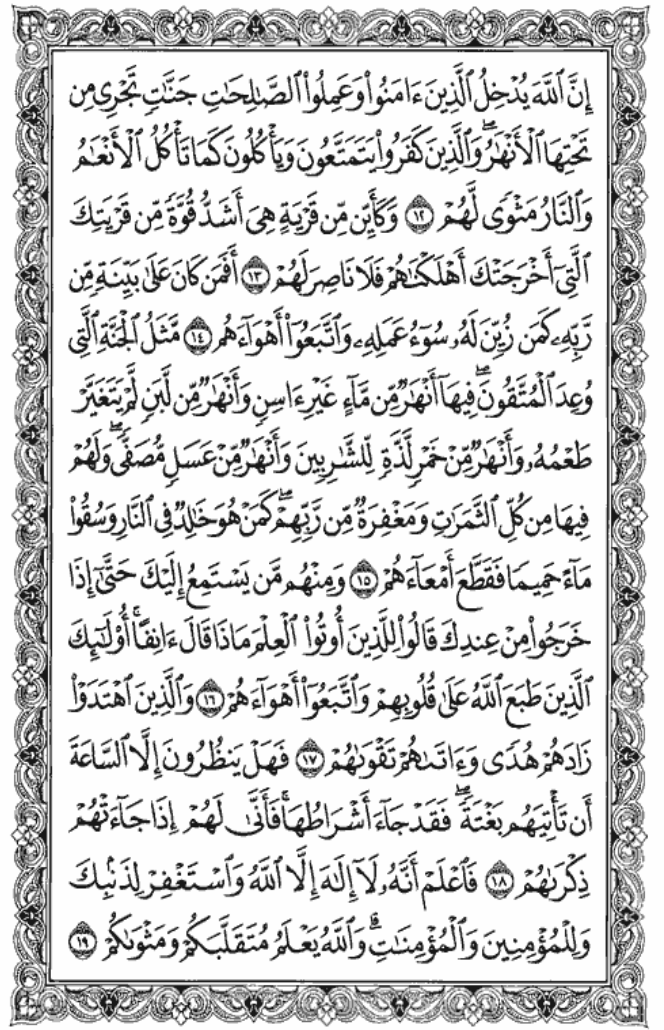 إِنَّ ٱللَّهَ يُدْخِلُ ٱلَّذِينَ ءَامَنُوا۟ وَعَمِلُوا۟ ٱلصَّٰلِحَٰتِ جَنَّٰتٍ تَجْرِى مِن
تَحْتِهَا ٱلْأَنْهَٰرُ ۖ وَٱلَّذِينَ كَفَرُوا۟ يَتَمَتَّعُونَ وَيَأْكُلُونَ كَمَا تَأْكُلُ ٱلْأَنْعَٰمُ
وَٱلنَّارُ مَثْوًى لَّهُمْ ١٢ وَكَأَيِّن مِّن قَرْيَةٍ هِىَ أَشَدُّ قُوَّةً مِّن قَرْيَتِكَ
ٱلَّتِىٓ أَخْرَجَتْكَ أَهْلَكْنَٰهُمْ فَلَا نَاصِرَ لَهُمْ ١٣ أَفَمَن كَانَ عَلَىٰ بَيِّنَةٍ مِّن
رَّبِّهِۦ كَمَن زُيِّنَ لَهُۥ سُوٓءُ عَمَلِهِۦ وَٱتَّبَعُوٓا۟ أَهْوَآءَهُم ١٤ مَّثَلُ ٱلْجَنَّةِ ٱلَّتِى
وُعِدَ ٱلْمُتَّقُونَ ۖ فِيهَآ أَنْهَٰرٌ مِّن مَّآءٍ غَيْرِ ءَاسِنٍ وَأَنْهَٰرٌ مِّن لَّبَنٍ لَّمْ يَتَغَيَّرْ
طَعْمُهُۥ وَأَنْهَٰرٌ مِّنْ خَمْرٍ لَّذَّةٍ لِّلشَّٰرِبِينَ وَأَنْهَٰرٌ مِّنْ عَسَلٍ مُّصَفًّى ۖ وَلَهُمْ
فِيهَا مِن كُلِّ ٱلثَّمَرَٰتِ وَمَغْفِرَةٌ مِّن رَّبِّهِمْ ۖ كَمَنْ هُوَ خَٰلِدٌ فِى ٱلنَّارِ وَسُقُوا۟
مَآءً حَمِيمًا فَقَطَّعَ أَمْعَآءَهُمْ ١٥ وَمِنْهُم مَّن يَسْتَمِعُ إِلَيْكَ حَتَّىٰٓ إِذَا
خَرَجُوا۟ مِنْ عِندِكَ قَالُوا۟ لِلَّذِينَ أُوتُوا۟ ٱلْعِلْمَ مَاذَا قَالَ ءَانِفًا ۚ أُو۟لَٰٓئِكَ
ٱلَّذِينَ طَبَعَ ٱللَّهُ عَلَىٰ قُلُوبِهِمْ وَٱتَّبَعُوٓا۟ أَهْوَآءَهُمْ ١٦ وَٱلَّذِينَ ٱهْتَدَوْا۟
زَادَهُمْ هُدًى وَءَاتَىٰهُمْ تَقْوَىٰهُمْ ١٧ فَهَلْ يَنظُرُونَ إِلَّا ٱلسَّاعَةَ
أَن تَأْتِيَهُم بَغْتَةً ۖ فَقَدْ جَآءَ أَشْرَاطُهَا ۚ فَأَنَّىٰ لَهُمْ إِذَا جَآءَتْهُمْ
ذِكْرَىٰهُمْ ١٨ فَٱعْلَمْ أَنَّهُۥ لَآ إِلَٰهَ إِلَّا ٱللَّهُ وَٱسْتَغْفِرْ لِذَنۢبِكَ
وَلِلْمُؤْمِنِينَ وَٱلْمُؤْمِنَٰتِ ۗ وَٱللَّهُ يَعْلَمُ مُتَقَلَّبَكُمْ وَمَثْوَىٰكُمْ ١٩